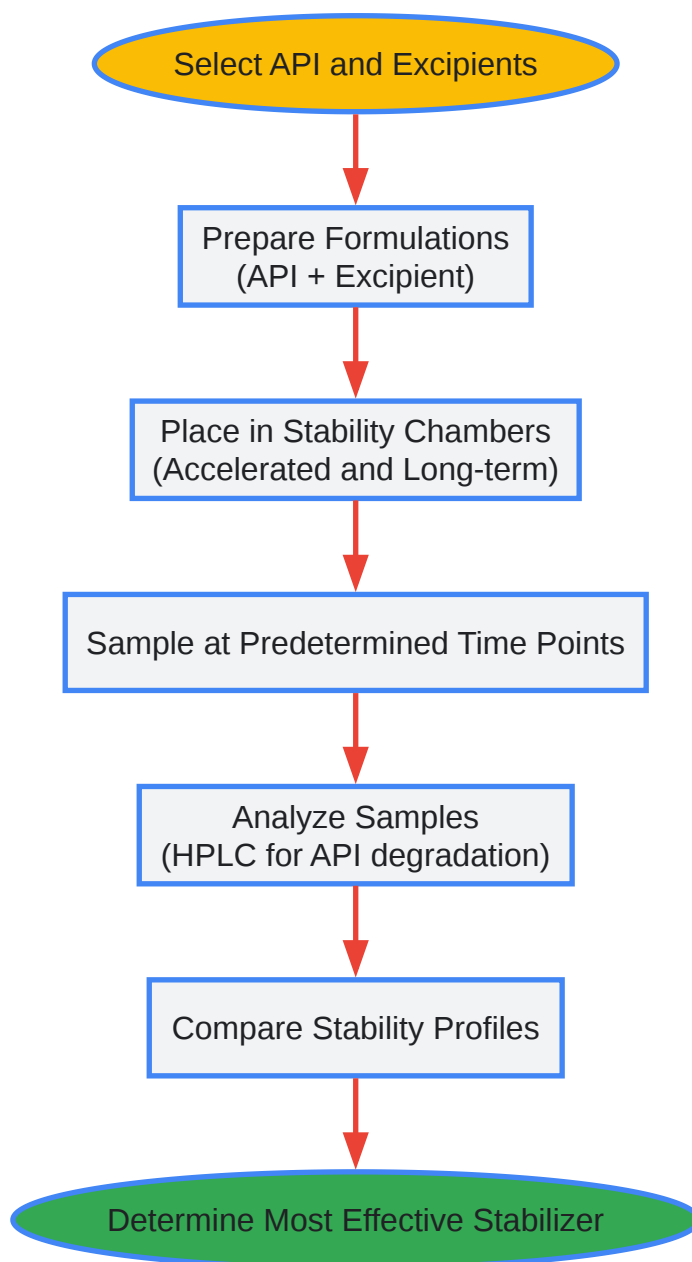 Select API and Excipients
Prepare Formulations
(API + Excipient)
Place in Stability Chambers
(Accelerated and Long-term)
Sample at Predetermined Time Points
Analyze Samples
(HPLC for API degradation)
Compare Stability Profiles
Determine Most Effective Stabilizer